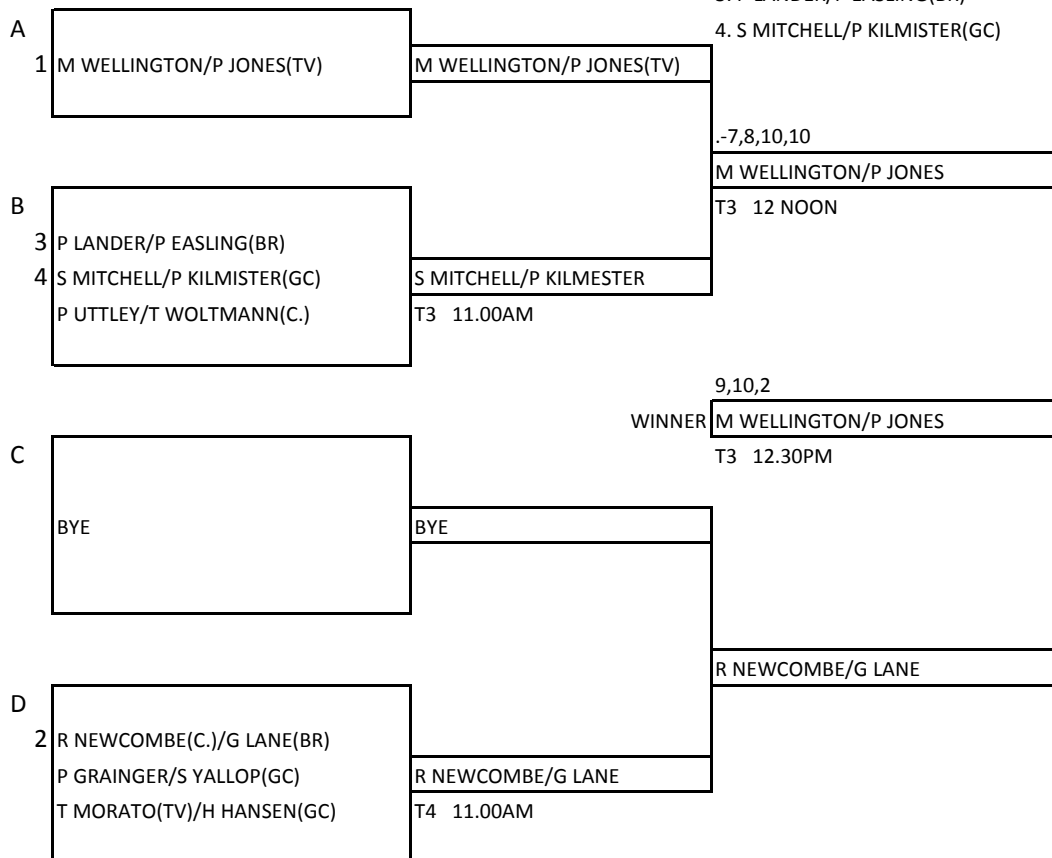 A
4. S MITCHELL/P KILMISTER(GC)
1 M WELLINGTON/P JONES(TV)
M WELLINGTON/P JONES(TV)
.-7,8,10,10
M WELLINGTON/P JONES
B
T3 12 NOON
3 P LANDER/P EASLING(BR)
4 S MITCHELL/P KILMISTER(GC)
S MITCHELL/P KILMESTER
P UTTLEY/T WOLTMANN(C.)
T3 11.00AM
9,10,2
WINNER M WELLINGTON/P JONES
C
T3 12.30PM
BYE
BYE
R NEWCOMBE/G LANE
D
2 R NEWCOMBE(C.)/G LANE(BR)
P GRAINGER/S YALLOP(GC)
R NEWCOMBE/G LANE
T MORATO(TV)/H HANSEN(GC)
T4 11.00AM